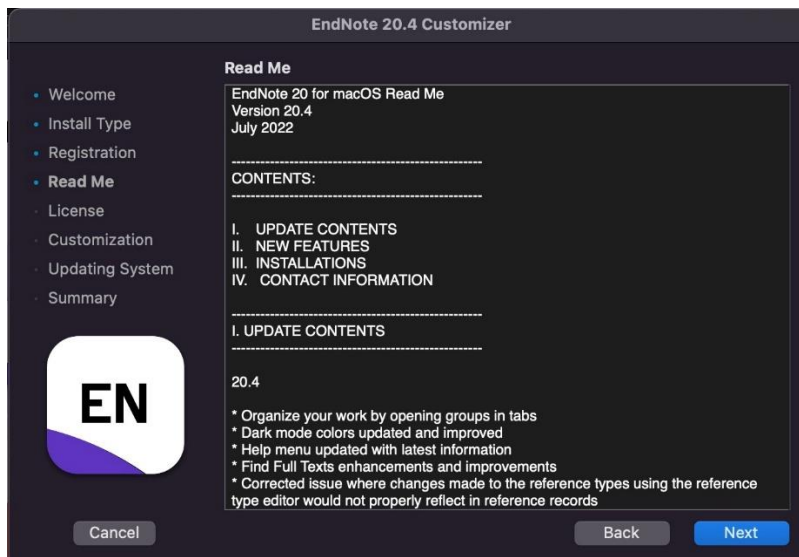 EndNote 20.4 Customizer
Read Me
Welcome
Install Type
Registration
Read Me
License
Customization
Updating System
Summary
EN
EndNote 20 for macOS Read Me
Version 20.4
July 2022
------------------------------------------------------
CONTENTS:
------------------------------------------------------
I. UPDATE CONTENTS
II. NEW FEATURES
III. INSTALLATIONS
IV. CONTACT INFORMATION
------------------------------------------------------
I. UPDATE CONTENTS
------------------------------------------------------
20.4
* Organize your work by opening groups in tabs
* Dark mode colors updated and improved
* Help menu updated with latest information
* Find Full Texts enhancements and improvements
* Corrected issue where changes made to the reference types using the reference
type editor would not properly reflect in reference records
Cancel
Back
Next